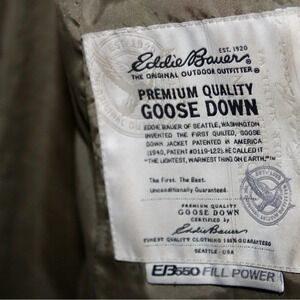 EST. 1920
Eddie Bauer®
THE ORIGINAL OUTDOOR OUTFITTER®
PREMIUM QUALITY
GOOSE DOWN
EDDIE BAUER OF SEATTLE, WASHINGTON
INVENTED THE FIRST QUILTED, GOOSE
DOWN JACKET PATENTED IN AMERICA
(1940, PATENT #D119-122). HE CALLED IT
"THE LIGHTEST, WARMEST THING ON EARTH."™
The First. The Best.
Unconditionally Guaranteed.
PREMIUM QUALITY
GOOSE DOWN
CERTIFIED by
Eddie Bauer
FINEST QUALITY CLOTHING 100% GUARANTEED
SEATTLE, USA
EB550 FILL POWER